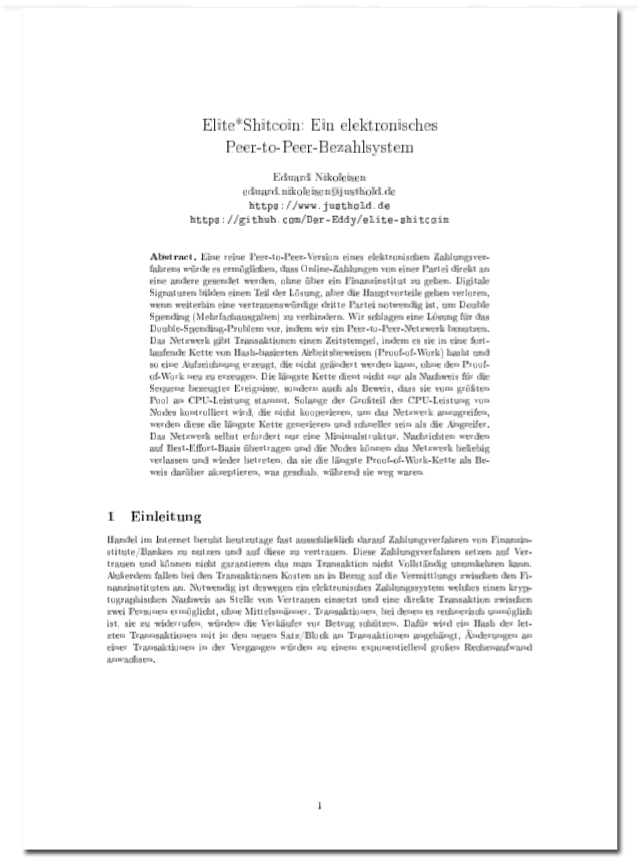 Elite*Shitcoin: Ein elektronisches
Peer-to-Peer-Bezahlsystem
Eduard Nikoleisen
eduard.nikoleisen@justhold.de
https://www.justhold.de
https://github.com/Der-Eddy/elite-shitcoin
Abstract. Eine reine Peer-to-Peer-Version eines elektronischen Zahlungsver-
fahrens würde es ermöglichen, dass Online-Zahlungen von einer Partei direkt an
eine andere gesendet werden, ohne über ein Finanzinstitut zu gehen. Digitale
Signaturen bilden einen Teil der Lösung, aber die Hauptvorteile gehen verloren,
wenn weiterhin eine vertrauenswürdige dritte Partei notwendig ist, um Double
Spending (Mehrfachausgaben) zu verhindern. Wir schlagen eine Lösung für das
Double-Spending-Problem vor, indem wir ein Peer-to-Peer-Netzwerk benutzen.
Das Netzwerk gibt Transaktionen einen Zeitstempel, indem es sie in eine fort-
laufende Kette von Hash-basierten Arbeitsbeweisen (Proof-of-Work) hasht und
so eine Aufzeichnung erzeugt, die nicht geändert werden kann, ohne den Proof-
of-Work neu zu erzeugen. Die längste Kette dient nicht nur als Nachweis für die
Sequenz bezeugter Ereignisse, sondern auch als Beweis, dass sie vom größten
Pool an CPU-Leistung stammt. Solange der Großteil der CPU-Leistung von
Nodes kontrolliert wird, die nicht kooperieren, um das Netzwerk anzugreifen,
werden diese die längste Kette generieren und schneller sein als die Angreifer.
Das Netzwerk selbst erfordert nur eine Minimalstruktur. Nachrichten werden
auf Best-Effort-Basis übertragen und die Nodes können das Netzwerk beliebig
verlassen und wieder betreten, da sie die längste Proof-of-Work-Kette als Be-
weis darüber akzeptieren, was geschah, während sie weg waren.
1 Einleitung
Handel im Internet beruht heutzutage fast ausschließlich darauf Zahlungsverfahren von Finanzin-
stitute/Banken zu nutzen und auf diese zu vertrauen. Diese Zahlungsverfahren setzen auf Ver-
trauen und können nicht garantieren das man Transaktion nicht Vollständig unumkehren kann.
Außerdem fallen bei den Transaktionen Kosten an in Bezug auf die Vermittlungs zwischen den Fi-
nanzinstituten an. Notwendig ist deswegen ein elektronisches Zahlungssystem welches einen kryp-
tographischen Nachweis an Stelle von Vertrauen einsetzt und eine direkte Transaktion zwischen
zwei Personen ermöglicht, ohne Mittelsmänner. Transaktionen, bei denen es rechnerisch unmöglich
ist, sie zu widerrufen, würden die Verkäufer vor Betrug schützen. Dafür wird ein Hash der let-
zten Trannsaktionen mit in den neuen Satz/Block an Transaktionen angehängt, Änderungen an
einer Transaktionen in der Vergangen würden zu einem exponentiellenl großen Rechenaufwand
anwachsen.
1